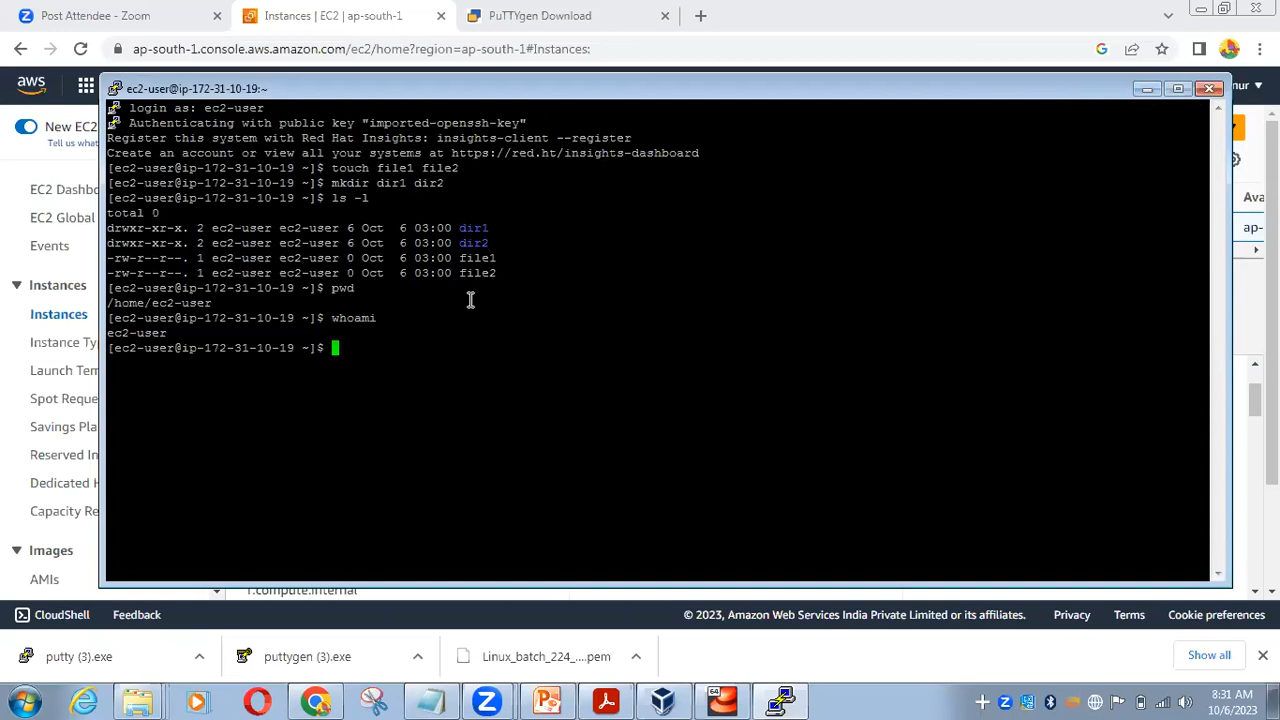 Post Attendee - Zoom
Instances | EC2 | ap-south-1
PuTTYgen Download
ap-south-1.console.aws.amazon.com/ec2/home?region=ap-south-1#Instances:
aws
ec2-user@ip-172-31-10-19:~
login as: ec2-user
Authenticating with public key "imported-openssh-key"
Register this system with Red Hat Insights: insights-client --register
Create an account or view all your systems at https://red.ht/insights-dashboard
[ec2-user@ip-172-31-10-19 ~]$ touch file1 file2
[ec2-user@ip-172-31-10-19 ~]$ mkdir dir1 dir2
[ec2-user@ip-172-31-10-19 ~]$ ls -l
total 0
drwxr-xr-x. 2 ec2-user ec2-user 6 Oct  6 03:00 dir1
drwxr-xr-x. 2 ec2-user ec2-user 6 Oct  6 03:00 dir2
-rw-r--r--. 1 ec2-user ec2-user 0 Oct  6 03:00 file1
-rw-r--r--. 1 ec2-user ec2-user 0 Oct  6 03:00 file2
[ec2-user@ip-172-31-10-19 ~]$ pwd
/home/ec2-user
[ec2-user@ip-172-31-10-19 ~]$ whoami
ec2-user
[ec2-user@ip-172-31-10-19 ~]$
New EC2
Tell us
EC2 Dashbo
EC2 Global
Events
Instances
Instances
Instance Ty
Launch Tem
Spot Reque
Savings Pla
Reserved In
Dedicated H
Capacity Re
Images
AMIs
nur
Ava
ap-
1.compute.internal
CloudShell
Feedback
© 2023, Amazon Web Services India Private Limited or its affiliates.
Privacy
Terms
Cookie preferences
putty (3).exe
puttygen (3).exe
Linux_batch_224_....pem
Show all
64
8:31 AM
10/6/2023